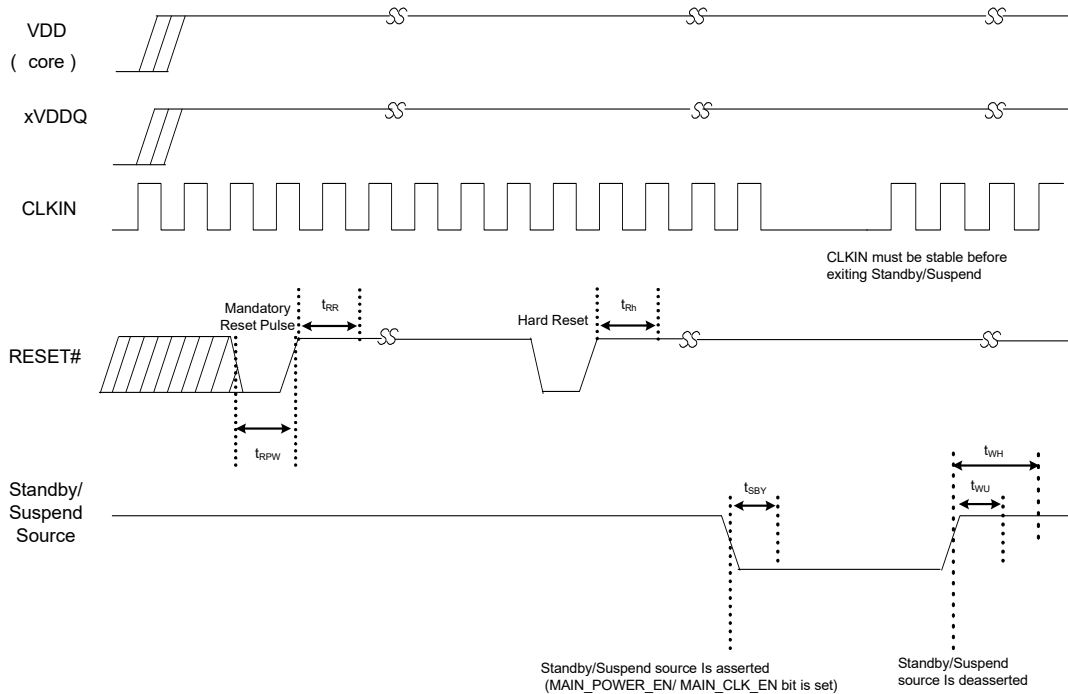 VDD
( core )
xVDDQ
CLKIN
CLKIN must be stable before
exiting Standby/Suspend
Mandatory
Reset Pulse
tRR
Hard Reset
tRh
RESET#
tRPW
Standby/
Suspend
Source
tSBY
tWH
tWU
Standby/Suspend source Is asserted
(MAIN_POWER_EN/ MAIN_CLK_EN bit is set)
Standby/Suspend
source Is deasserted